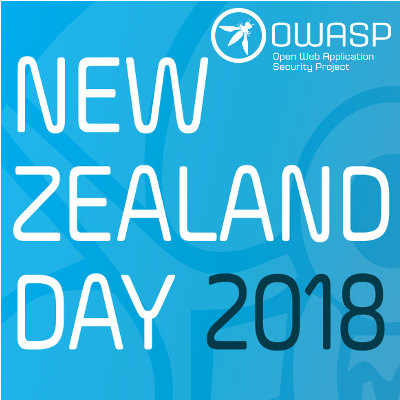 OWASP
Open Web Application
Security Project
NEW
ZEALAND
DAY 2018